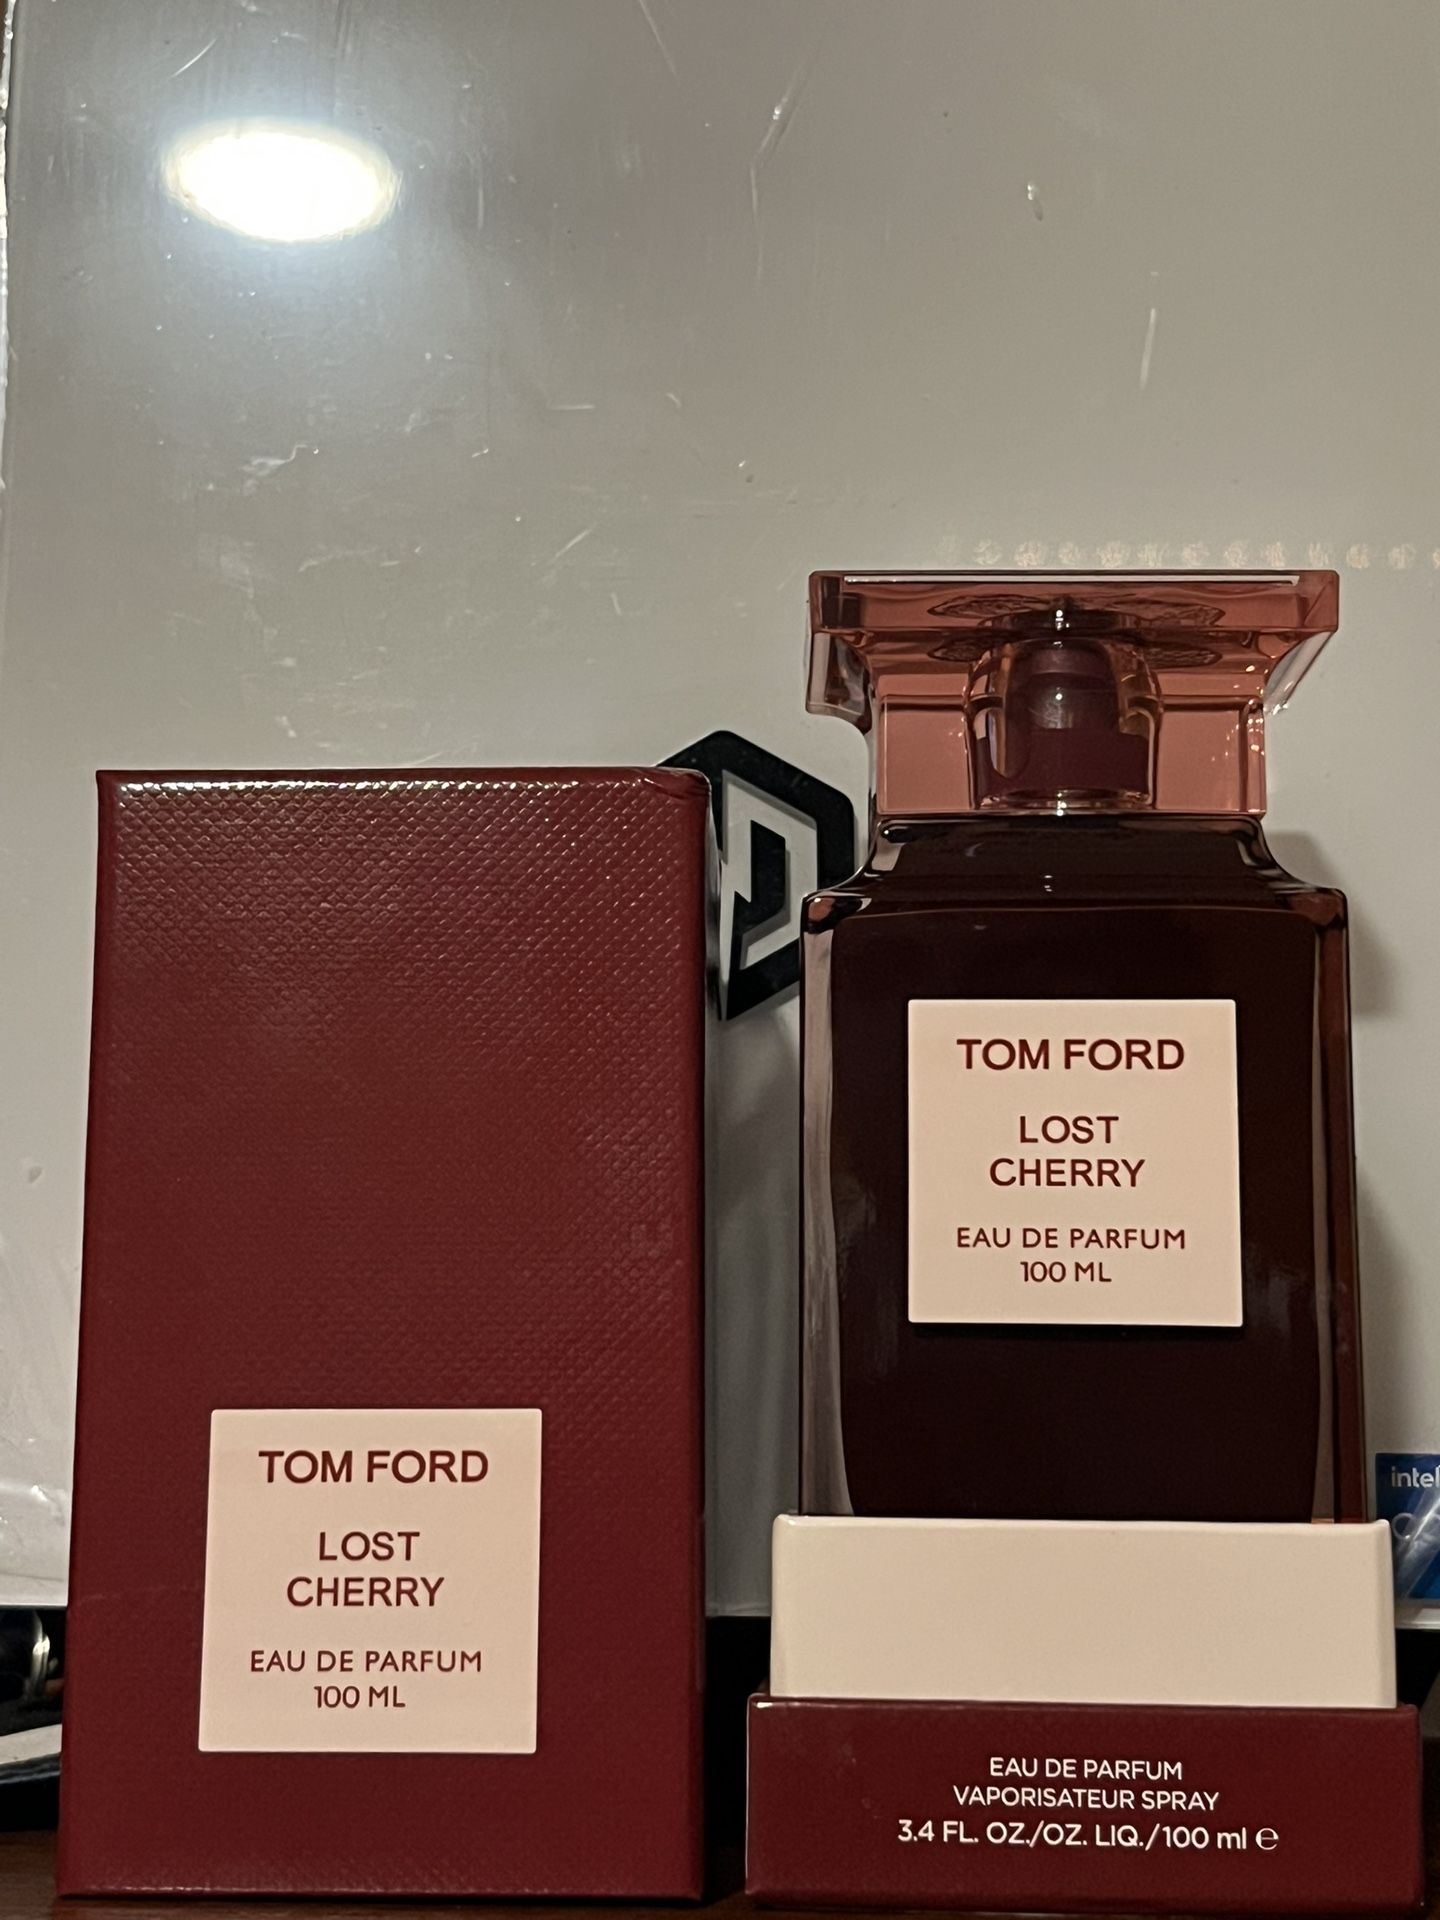 TOM FORD
LOST
CHERRY
EAU DE PARFUM
100 ML
TOM FORD
LOST
CHERRY
EAU DE PARFUM
100 ML
EAU DE PARFUM
VAPORISATEUR SPRAY
3.4 FL. OZ./OZ. LIQ./100 ml ℮
intel